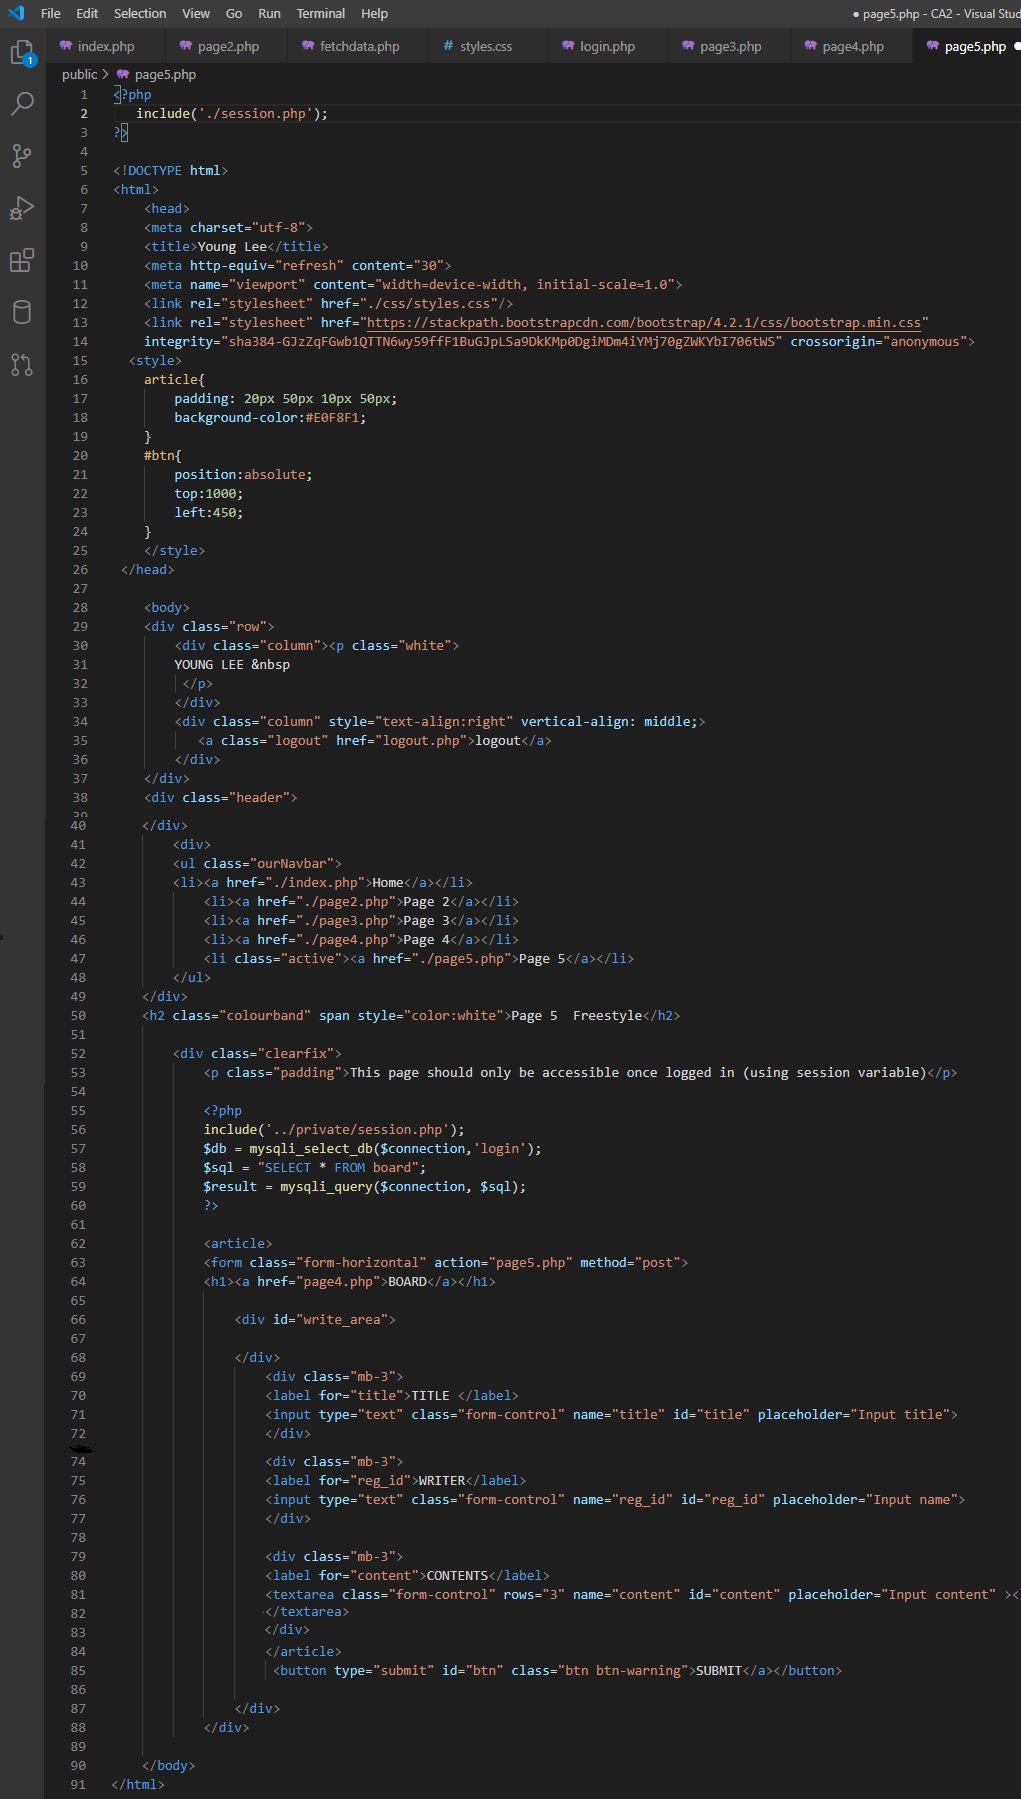 File Edit Selection View Go Run Terminal Help ● page5.php - CA2 - Visual Stud
index.php page2.php fetchdata.php # styles.css login.php page3.php page4.php page5.php ●
public > page5.php
1
1 <?php
2 include('./session.php');
3 ?>
4
5 <!DOCTYPE html>
6 <html>
7 <head>
8 <meta charset="utf-8">
9 <title>Young Lee</title>
10 <meta http-equiv="refresh" content="30">
11 <meta name="viewport" content="width=device-width, initial-scale=1.0">
12 <link rel="stylesheet" href="./css/styles.css"/>
13 <link rel="stylesheet" href="https://stackpath.bootstrapcdn.com/bootstrap/4.2.1/css/bootstrap.min.css"
14 integrity="sha384-GJzZqFGwb1QTTN6wy59ffF1BuGJpLSa9DkKMp0DgiMDm4iYMj70gZWKYbI706tWS" crossorigin="anonymous">
15 <style>
16 article{
17 padding: 20px 50px 10px 50px;
18 background-color:#E0F8F1;
19 }
20 #btn{
21 position:absolute;
22 top:1000;
23 left:450;
24 }
25 </style>
26 </head>
27
28 <body>
29 <div class="row">
30 <div class="column"><p class="white">
31 YOUNG LEE &nbsp
32 </p>
33 </div>
34 <div class="column" style="text-align:right" vertical-align: middle;>
35 <a class="logout" href="logout.php">logout</a>
36 </div>
37 </div>
38 <div class="header">
39
40 </div>
41 <div>
42 <ul class="ourNavbar">
43 <li><a href="./index.php">Home</a></li>
44 <li><a href="./page2.php">Page 2</a></li>
45 <li><a href="./page3.php">Page 3</a></li>
46 <li><a href="./page4.php">Page 4</a></li>
47 <li class="active"><a href="./page5.php">Page 5</a></li>
48 </ul>
49 </div>
50 <h2 class="colourband" span style="color:white">Page 5  Freestyle</h2>
51
52 <div class="clearfix">
53 <p class="padding">This page should only be accessible once logged in (using session variable)</p>
54
55 <?php
56 include('../private/session.php');
57 $db = mysqli_select_db($connection,'login');
58 $sql = "SELECT * FROM board";
59 $result = mysqli_query($connection, $sql);
60 ?>
61
62 <article>
63 <form class="form-horizontal" action="page5.php" method="post">
64 <h1><a href="page4.php">BOARD</a></h1>
65
66 <div id="write_area">
67
68 </div>
69 <div class="mb-3">
70 <label for="title">TITLE </label>
71 <input type="text" class="form-control" name="title" id="title" placeholder="Input title">
72 </div>
74 <div class="mb-3">
75 <label for="reg_id">WRITER</label>
76 <input type="text" class="form-control" name="reg_id" id="reg_id" placeholder="Input name">
77 </div>
78
79 <div class="mb-3">
80 <label for="content">CONTENTS</label>
81 <textarea class="form-control" rows="3" name="content" id="content" placeholder="Input content" ><
82 </textarea>
83 </div>
84 </article>
85 <button type="submit" id="btn" class="btn btn-warning">SUBMIT</a></button>
86
87 </div>
88 </div>
89
90 </body>
91 </html>